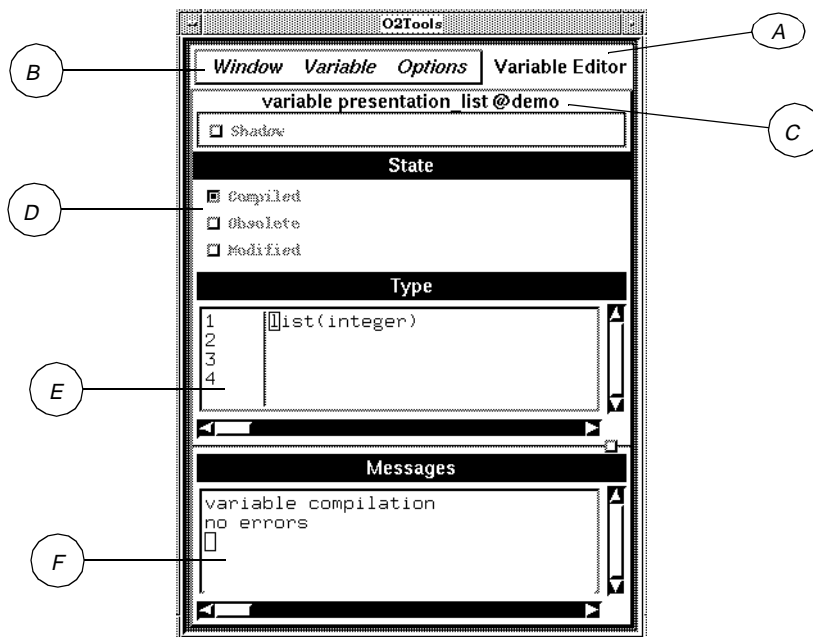 O2Tools
A
B
Window Variable Options Variable Editor
variable presentation_list @demo
C
Shadow
State
D
Compiled
Obsolete
Modified
Type
1 list(integer)
2
3
4
E
Messages
variable compilation
no errors
F